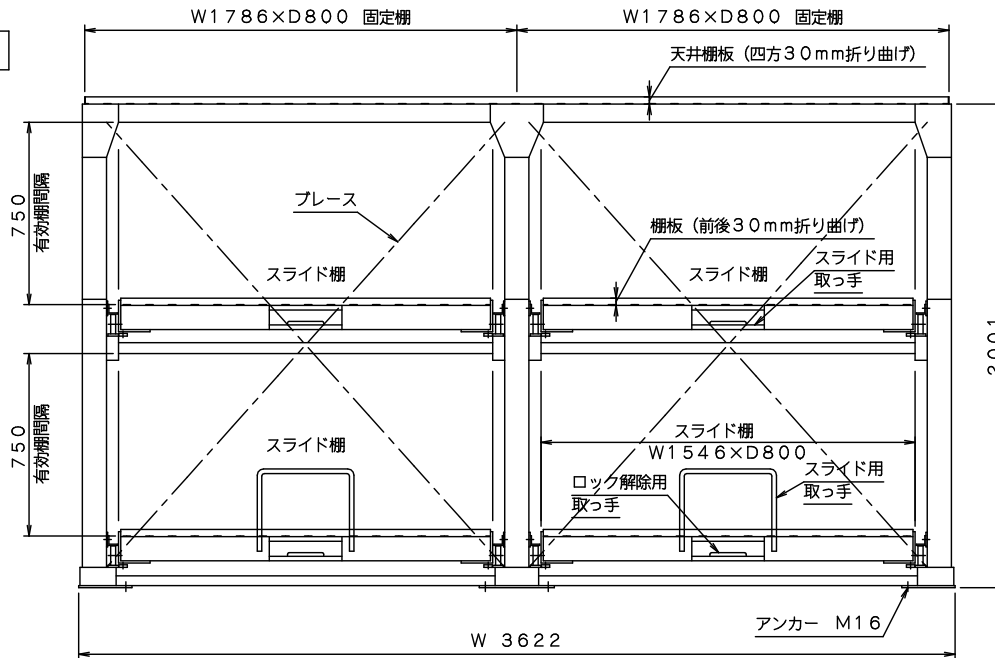 W1786×D800 固定棚
W1786×D800 固定棚
天井棚板（四方30mm折り曲げ）
750
有効棚間隔
ブレース
棚板（前後30mm折り曲げ）
スライド棚
スライド棚
スライド用
取っ手
750
有効棚間隔
スライド棚
スライド棚
W1546×D800
ロック解除用
取っ手
スライド用
取っ手
アンカー M16
W 3622